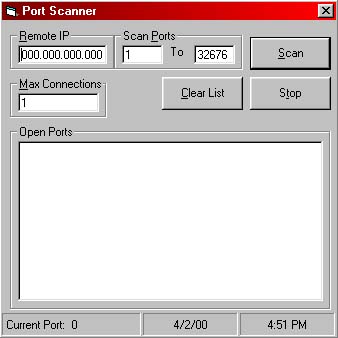 Port Scanner
Remote IP
Scan Ports
000.000.000.000
1
To
32676
Scan
Max Connections
1
Clear List
Stop
Open Ports
Current Port: 0
4/2/00
4:51 PM